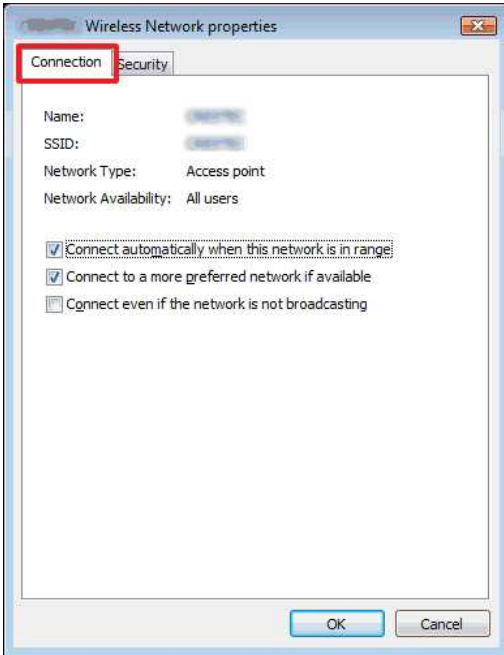 Wireless Network properties
Connection Security
Name:
SSID:
Network Type: Access point
Network Availability: All users
Connect automatically when this network is in range
Connect to a more preferred network if available
Connect even if the network is not broadcasting
OK Cancel